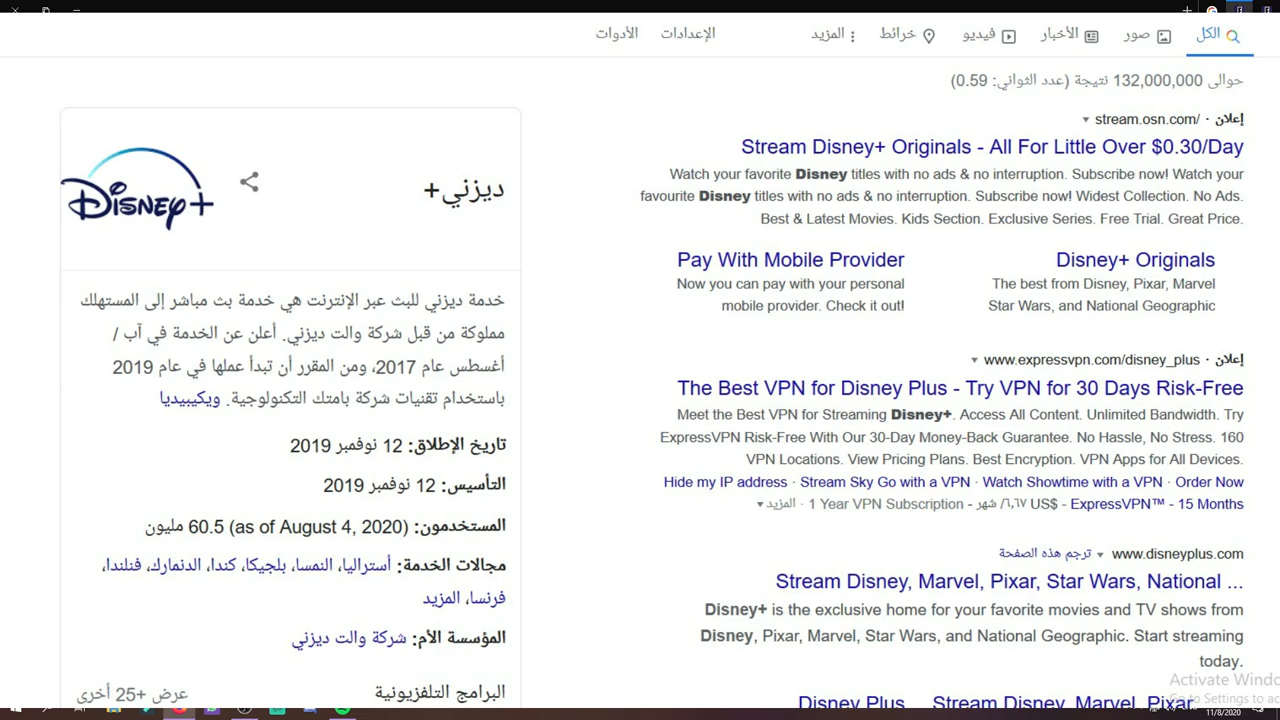 الكل
صور
الأخبار
فيديو
خرائط
المزيد
الإعدادات
الأدوات
حوالى 132,000,000 نتيجة (عدد الثواني: 0.59)
إعلان · stream.osn.com/
Stream Disney+ Originals - All For Little Over $0.30/Day
Watch your favorite Disney titles with no ads & no interruption. Subscribe now! Watch your
favourite Disney titles with no ads & no interruption. Subscribe now! Widest Collection. No Ads.
Best & Latest Movies. Kids Section. Exclusive Series. Free Trial. Great Price.
Disney+ Originals
The best from Disney, Pixar, Marvel
Star Wars, and National Geographic
Pay With Mobile Provider
Now you can pay with your personal
mobile provider. Check it out!
إعلان · www.expressvpn.com/disney_plus
The Best VPN for Disney Plus - Try VPN for 30 Days Risk-Free
Meet the Best VPN for Streaming Disney+. Access All Content. Unlimited Bandwidth. Try
ExpressVPN Risk-Free With Our 30-Day Money-Back Guarantee. No Hassle, No Stress. 160
VPN Locations. View Pricing Plans. Best Encryption. VPN Apps for All Devices.
Hide my IP address · Stream Sky Go with a VPN · Watch Showtime with a VPN · Order Now
المزيد · 1 Year VPN Subscription - شهر /٦٫٦٧ US$ - ExpressVPN™ - 15 Months
www.disneyplus.com ترجم هذه الصفحة
Stream Disney, Marvel, Pixar, Star Wars, National ...
Disney+ is the exclusive home for your favorite movies and TV shows from
Disney, Pixar, Marvel, Star Wars, and National Geographic. Start streaming
today.
Disney Plus
Stream Disney, Marvel, Pixar
ديزني+
Disney+
خدمة ديزني للبث عبر الإنترنت هي خدمة بث مباشر إلى المستهلك
مملوكة من قبل شركة والت ديزني. أعلن عن الخدمة في آب /
أغسطس عام 2017، ومن المقرر أن تبدأ عملها في عام 2019
باستخدام تقنيات شركة بامتك التكنولوجية. ويكيبيديا
تاريخ الإطلاق: 12 نوفمبر 2019
التأسيس: 12 نوفمبر 2019
المستخدمون: 60.5 (as of August 4, 2020) مليون
مجالات الخدمة: أستراليا، النمسا، بلجيكا، كندا، الدنمارك، فنلندا،
فرنسا، المزيد
المؤسسة الأم: شركة والت ديزني
البرامج التلفزيونية
عرض +25 أخرى
Activate Windo
Go to Settings to ac
11/8/2020